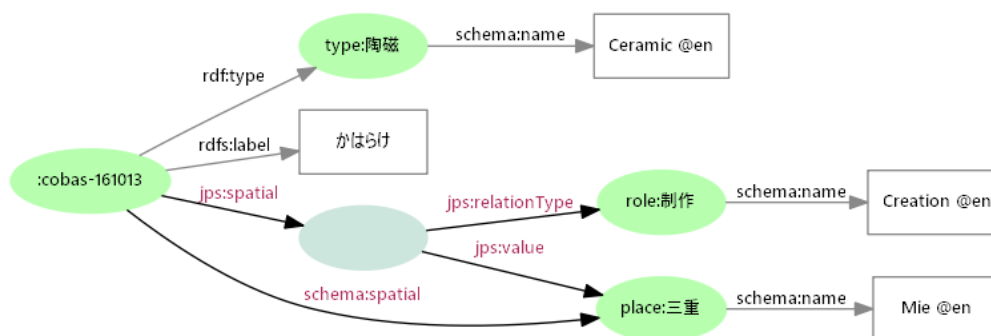 type:陶磁
schema:name
Ceramic @en
rdf:type
rdfs:label
かはらけ
:cobas-161013
jps:spatial
jps:relationType
role:制作
schema:name
Creation @en
jps:value
schema:spatial
place:三重
schema:name
Mie @en